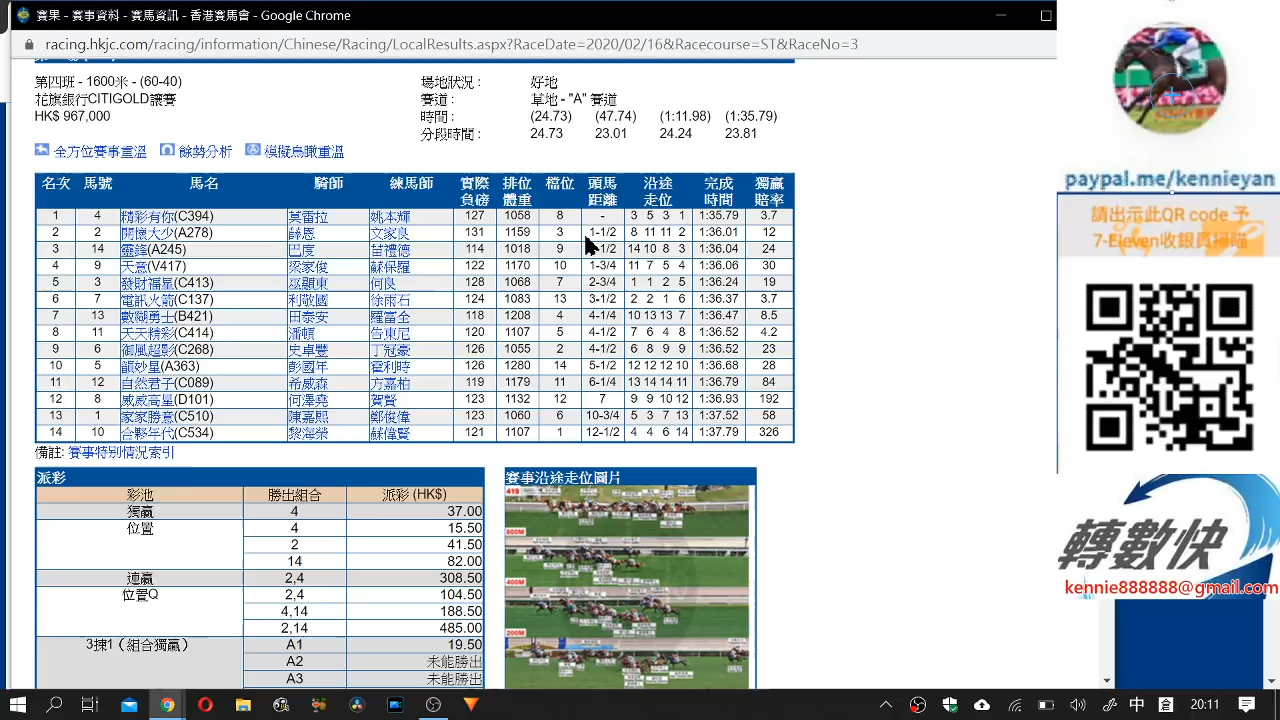 賽果 - 賽事資料 - 賽馬資訊 - 香港賽馬會 - Google Chrome
racing.hkjc.com/racing/information/Chinese/Racing/LocalResults.aspx?RaceDate=2020/02/16&Racecourse=ST&RaceNo=3
第四班 - 1600米 - (60-40) 場地狀況 : 好地
花旗銀行CITIGOLD讓賽 賽道 : 草地 - "A" 賽道
HK$ 967,000 時間 : (24.73) (47.74) (1:11.98) (1:35.79)
分段時間 : 24.73 23.01 24.24 23.81
全方位賽事重溫 餘勢分析 模擬鳥瞰重溫
名次 馬號 馬名 騎師 練馬師 實際負磅 排位體重 檔位 頭馬距離 沿途走位 完成時間 獨贏賠率
1 4 精彩有你(C394) 莫雷拉 姚本輝 127 1058 8 - 3 5 3 1 1:35.79 3.7
2 2 開懷大少(A278) 薛恩 文家良 131 1159 3 1-1/2 8 11 11 2 1:36.01 12
3 14 靈鋒(A245) 巴度 苗禮德 114 1018 9 -1/2 14 10 8 3 1:36.04 24
4 9 天意(V417) 梁家俊 蘇保羅 122 1170 10 1-3/4 11 7 5 4 1:36.06 30
5 3 發財福星(C413) 巫顯東 何良 128 1068 7 2-3/4 1 1 2 5 1:36.24 19
6 7 電訊火箭(C137) 利敬國 徐雨石 124 1083 13 3-1/2 2 2 1 6 1:36.37 3.7
7 13 數碼勇士(B421) 田泰安 羅富全 118 1208 4 4-1/4 10 13 13 7 1:36.47 8.5
8 11 天天精彩(C414) 潘頓 告東尼 120 1107 5 4-1/2 7 6 4 8 1:36.52 4.2
9 6 御風超影(C268) 史卓豐 丁冠豪 126 1055 2 4-1/2 6 8 9 9 1:36.52 23
10 5 韻妙星(A363) 彭國年 霍利時 126 1280 14 5-1/2 12 12 12 10 1:36.68 28
11 12 自然君子(C089) 希威森 方嘉柏 119 1179 11 6-1/4 13 14 14 11 1:36.79 84
12 8 威威高星(D101) 何澤堯 賀賢 123 1132 12 7 9 9 10 12 1:36.93 192
13 1 家家勝意(C510) 陳嘉熙 鄭俊偉 123 1060 6 10-3/4 5 3 7 13 1:37.52 58
14 10 合夥年代(C534) 黎海榮 蘇偉賢 121 1107 1 12-1/2 4 4 6 14 1:37.79 326
備註: 賽事特別情況索引
派彩
彩池 勝出組合 派彩 (HK$)
獨贏 4 37.00
位置 4 15.50
2 41.50
14 82.00
連贏 2,4 308.50
位置Q 2,4 104.50
4,14 188.50
2,14 485.00
3揀1（組合獨贏） A1 19.50
A2 未能勝出
A3 未能勝出
賽事沿途走位圖片
419
800M
400M
200M
paypal.me/kennieyan
請出示此QR code 予
7-Eleven收銀員掃瞄
轉數快
kennie888888@gmail.com
中 倉 20:11